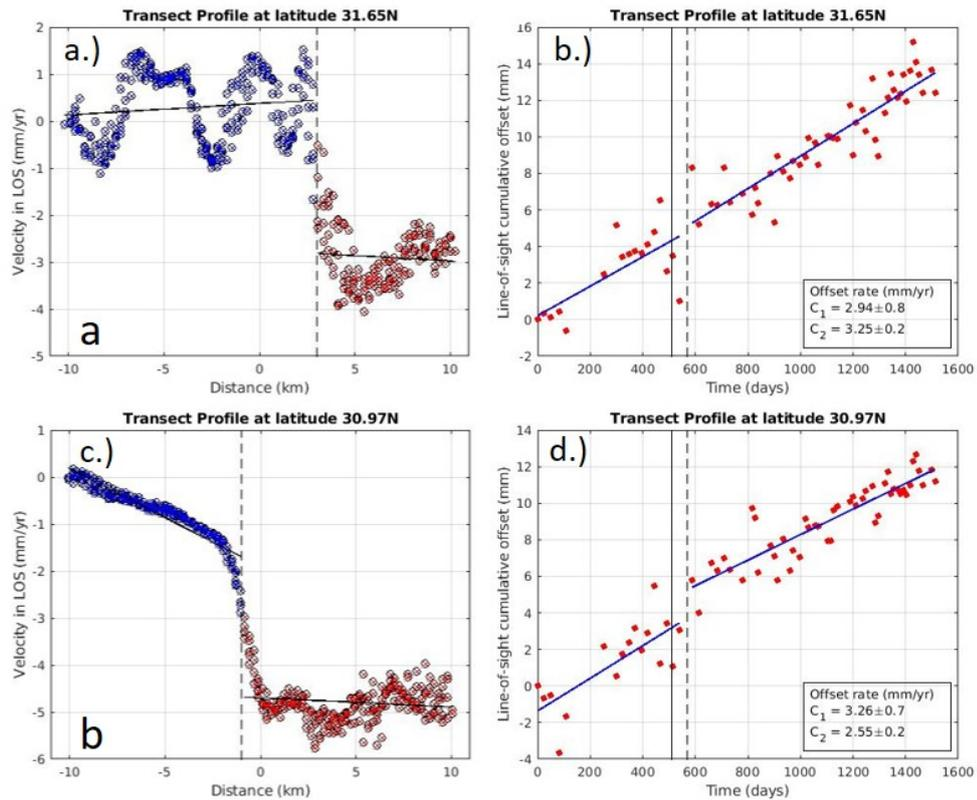 Transect Profile at latitude 31.65N
a.)
Velocity in LOS (mm/yr)
2
1
0
-1
-2
-3
-4
-5
a
-10
-5
0
5
10
Distance (km)
Transect Profile at latitude 31.65N
b.)
Line-of-sight cumulative offset (mm)
16
14
12
10
8
6
4
2
0
-2
Offset rate (mm/yr)
C1 = 2.94±0.8
C2 = 3.25±0.2
0
200
400
600
800
1000
1200
1400
1600
Time (days)
Transect Profile at latitude 30.97N
c.)
Velocity in LOS (mm/yr)
1
0
-1
-2
-3
-4
-5
-6
b
-10
-5
0
5
10
Distance (km)
Transect Profile at latitude 30.97N
d.)
Line-of-sight cumulative offset (mm)
14
12
10
8
6
4
2
0
-2
-4
Offset rate (mm/yr)
C1 = 3.26±0.7
C2 = 2.55±0.2
0
200
400
600
800
1000
1200
1400
1600
Time (days)